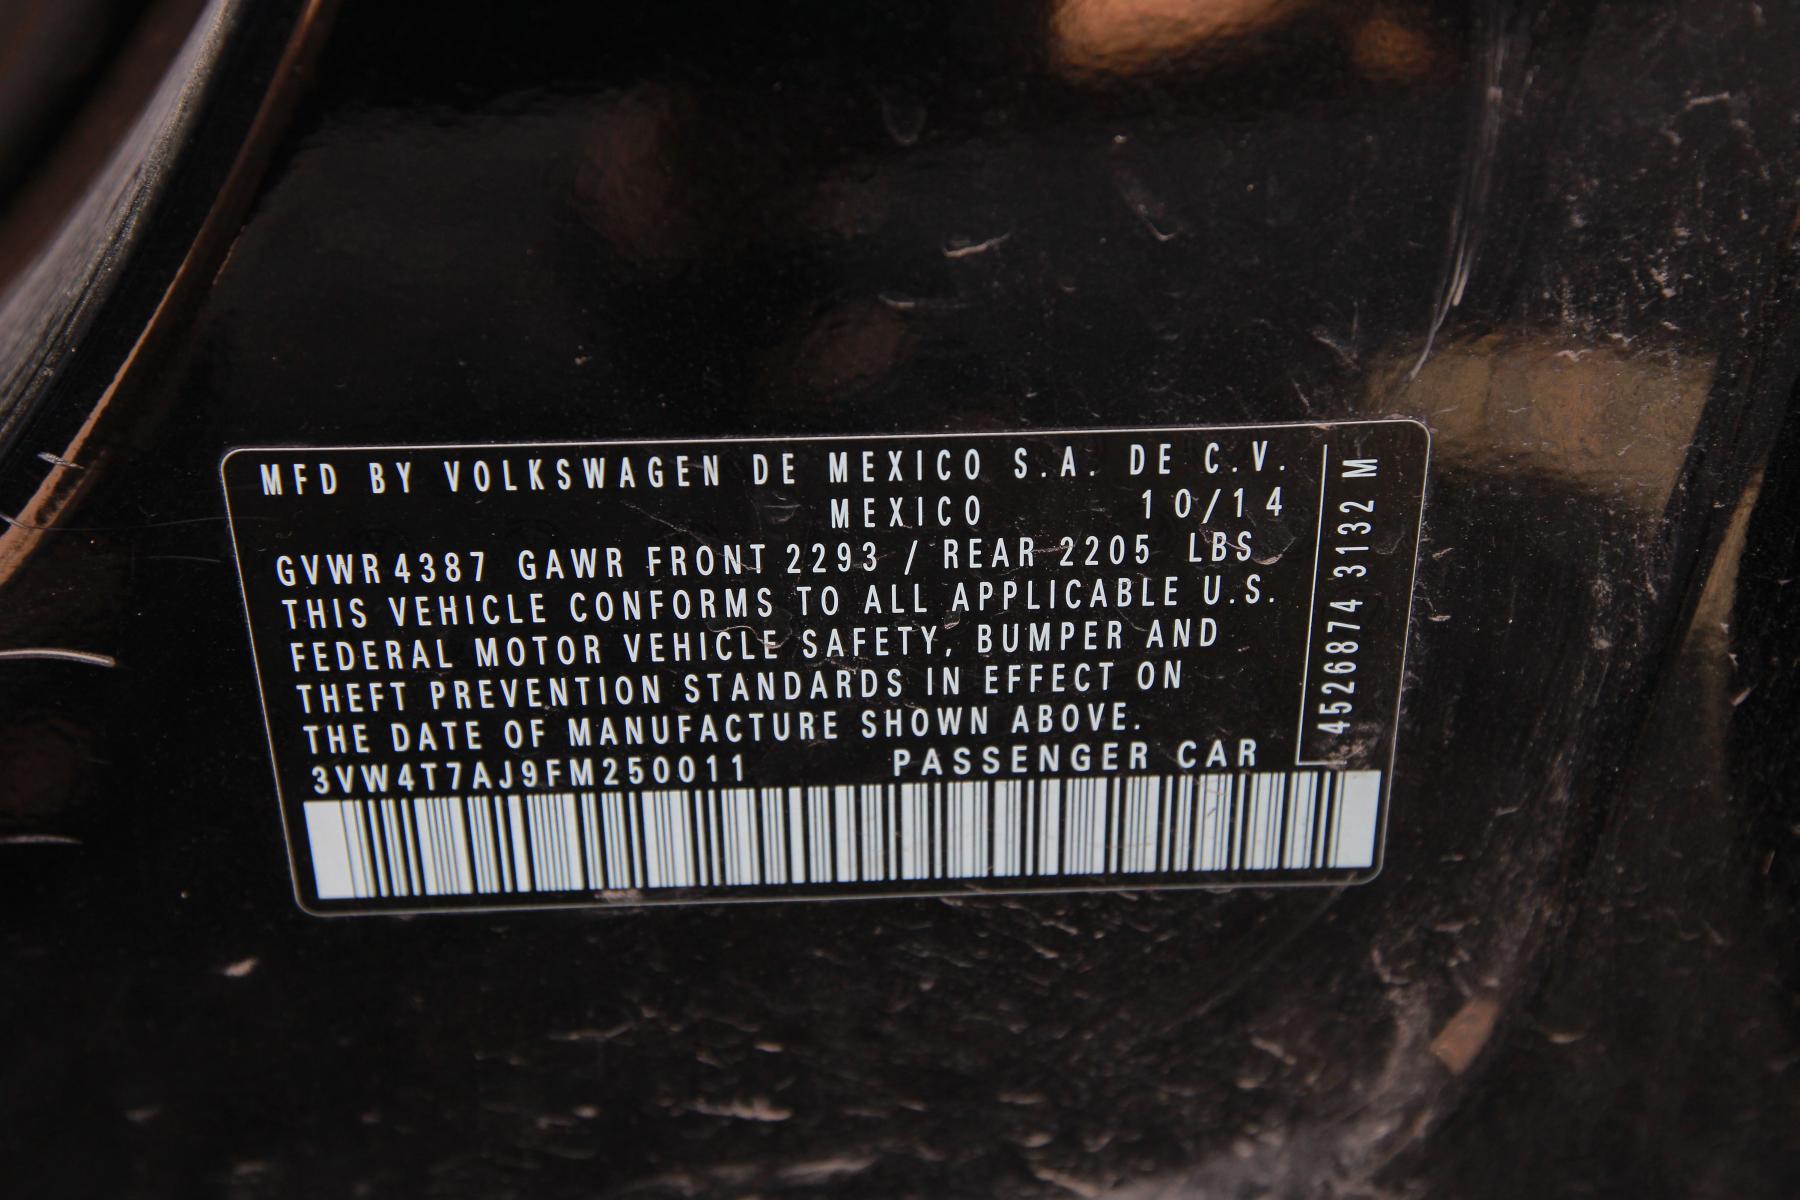 MFD BY VOLKSWAGEN DE MEXICO S.A. DE C.V.
MEXICO 10/14
GVWR 4387 GAWR FRONT 2293 / REAR 2205 LBS
THIS VEHICLE CONFORMS TO ALL APPLICABLE U.S.
FEDERAL MOTOR VEHICLE SAFETY, BUMPER AND
THEFT PREVENTION STANDARDS IN EFFECT ON
THE DATE OF MANUFACTURE SHOWN ABOVE.
3VW4T7AJ9FM250011 PASSENGER CAR
4526874 3132 M